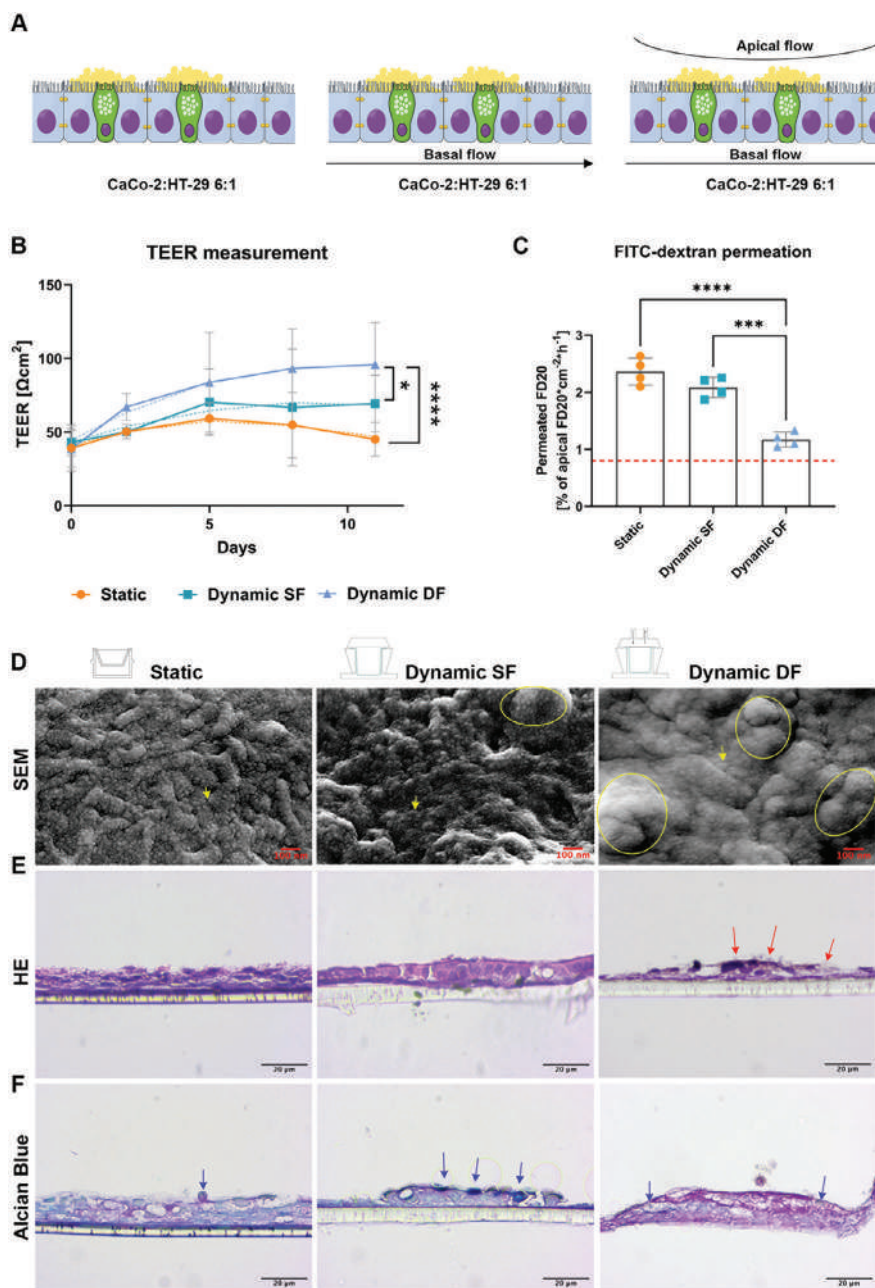 A
Apical flow
Basal flow
Basal flow
CaCo-2:HT-29 6:1
CaCo-2:HT-29 6:1
CaCo-2:HT-29 6:1
B
TEER measurement
TEER [Ωcm²]
150
100
50
0
0
5
10
Days
*
****
Static
Dynamic SF
Dynamic DF
C
FITC-dextran permeation
****
***
Permeated FD20
[% of apical FD20*cm⁻²*h⁻¹]
3
2
1
0
Static
Dynamic SF
Dynamic DF
D
Static
Dynamic SF
Dynamic DF
SEM
100 nm
100 nm
100 nm
E
HE
20 µm
20 µm
20 µm
F
Alcian Blue
20 µm
20 µm
20 µm